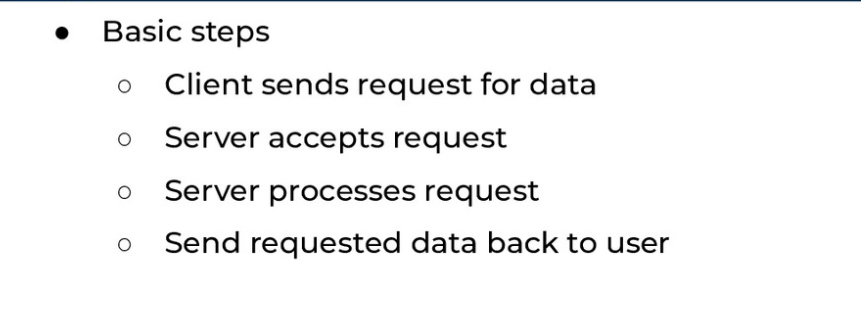 ● Basic steps
○ Client sends request for data
○ Server accepts request
○ Server processes request
○ Send requested data back to user